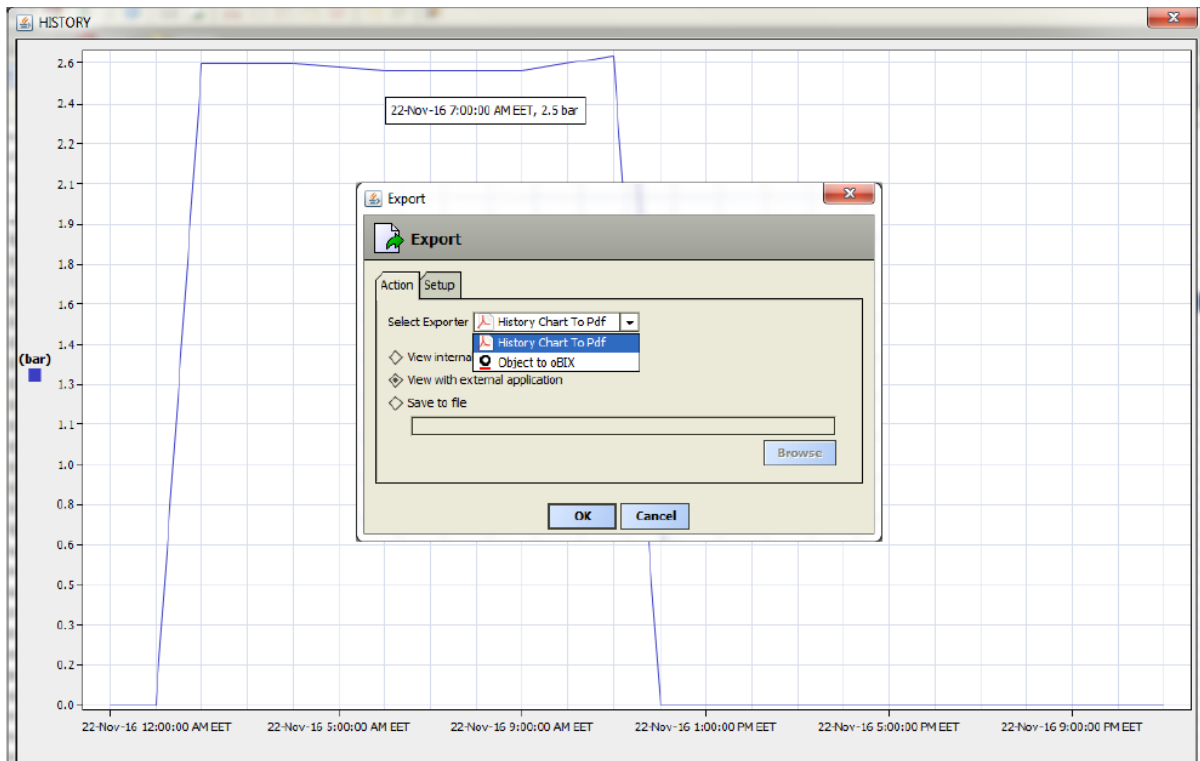 HISTORY
2.6
22-Nov-16 7:00:00 AM EET, 2.5 bar
2.4
2.2
2.1
1.9
1.8
1.6
1.4
(bar)
1.3
1.1
1.0
0.8
0.6
0.5
0.3
0.2
0.0
22-Nov-16 12:00:00 AM EET 22-Nov-16 5:00:00 AM EET 22-Nov-16 9:00:00 AM EET 22-Nov-16 1:00:00 PM EET 22-Nov-16 5:00:00 PM EET 22-Nov-16 9:00:00 PM EET
Export
Export
Action Setup
Select Exporter History Chart To Pdf
History Chart To Pdf
Object to oBIX
View interna
View with external application
Save to file
Browse
OK Cancel